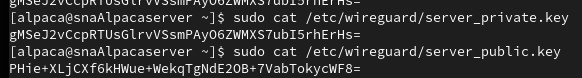 gMSeJ2vCcpRTUsGlrvVSsmPAyO6ZWMXS7ubI5rhErHs=
[alpaca@snaAlpacaserver ~]$ sudo cat /etc/wireguard/server_private.key
gMSeJ2vCcpRTUsGlrvVSsmPAyO6ZWMXS7ubI5rhErHs=
[alpaca@snaAlpacaserver ~]$ sudo cat /etc/wireguard/server_public.key
PHie+XLjCXf6kHWue+WekqTgNdE2OB+7VabTokycWF8=